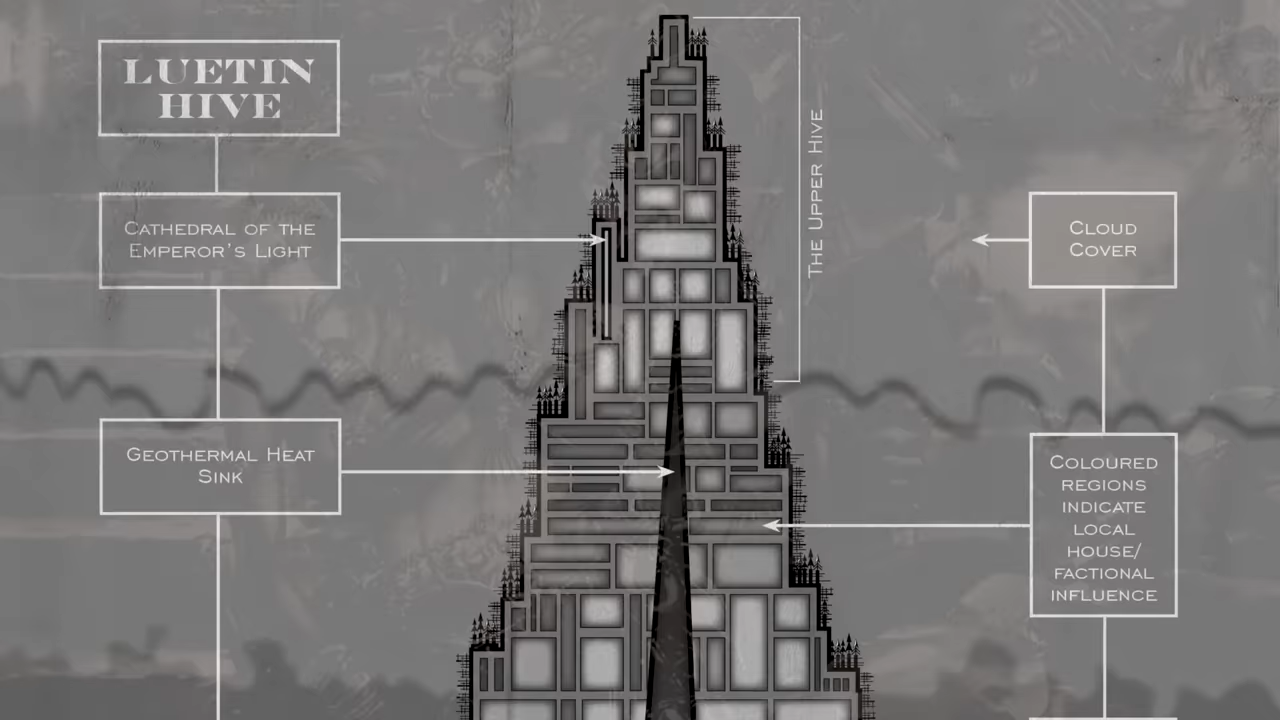 LUETIN
HIVE
CATHEDRAL OF THE
EMPEROR'S LIGHT
GEOTHERMAL HEAT
SINK
THE UPPER HIVE
CLOUD
COVER
COLOURED
REGIONS
INDICATE
LOCAL
HOUSE/
FACTIONAL
INFLUENCE